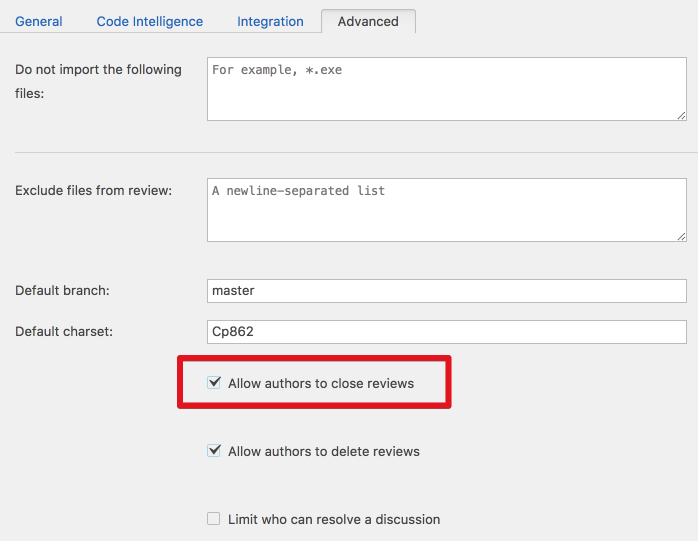 General Code Intelligence Integration Advanced
Do not import the following
files:
For example, *.exe
Exclude files from review:
A newline-separated list
Default branch:
master
Default charset:
Cp862
Allow authors to close reviews
Allow authors to delete reviews
Limit who can resolve a discussion